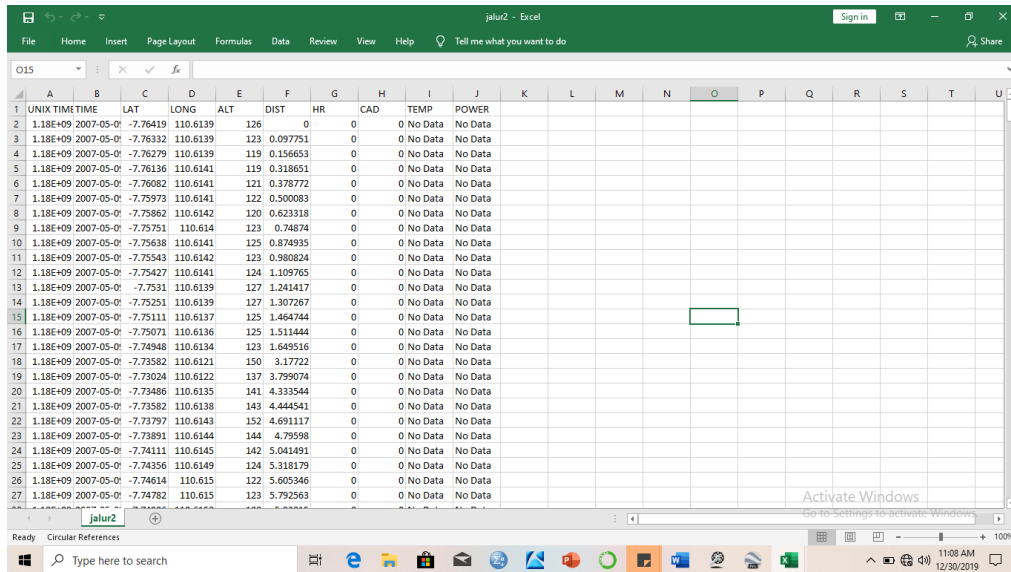 jalur2 - Excel Sign in
File Home Insert Page Layout Formulas Data Review View Help Tell me what you want to do Share
O15 fx
A B C D E F G H I J K L M N O P Q R S T U
1 UNIX TIME TIME LAT LONG ALT DIST HR CAD TEMP POWER
2 1.18E+09 2007-05-09 -7.76419 110.6139 126 0 0 0 No Data No Data
3 1.18E+09 2007-05-09 -7.76332 110.6139 123 0.097751 0 0 No Data No Data
4 1.18E+09 2007-05-09 -7.76279 110.6139 119 0.156653 0 0 No Data No Data
5 1.18E+09 2007-05-09 -7.76136 110.6141 119 0.318651 0 0 No Data No Data
6 1.18E+09 2007-05-09 -7.76082 110.6141 121 0.378772 0 0 No Data No Data
7 1.18E+09 2007-05-09 -7.75973 110.6141 122 0.500083 0 0 No Data No Data
8 1.18E+09 2007-05-09 -7.75862 110.6142 120 0.623318 0 0 No Data No Data
9 1.18E+09 2007-05-09 -7.75751 110.614 123 0.74874 0 0 No Data No Data
10 1.18E+09 2007-05-09 -7.75638 110.6141 125 0.874935 0 0 No Data No Data
11 1.18E+09 2007-05-09 -7.75543 110.6142 123 0.980824 0 0 No Data No Data
12 1.18E+09 2007-05-09 -7.75427 110.6141 124 1.109765 0 0 No Data No Data
13 1.18E+09 2007-05-09 -7.7531 110.6139 127 1.241417 0 0 No Data No Data
14 1.18E+09 2007-05-09 -7.75251 110.6139 127 1.307267 0 0 No Data No Data
15 1.18E+09 2007-05-09 -7.75111 110.6137 125 1.464744 0 0 No Data No Data
16 1.18E+09 2007-05-09 -7.75071 110.6136 125 1.511444 0 0 No Data No Data
17 1.18E+09 2007-05-09 -7.74948 110.6134 123 1.649516 0 0 No Data No Data
18 1.18E+09 2007-05-09 -7.73582 110.6121 150 3.17722 0 0 No Data No Data
19 1.18E+09 2007-05-09 -7.73024 110.6122 137 3.799074 0 0 No Data No Data
20 1.18E+09 2007-05-09 -7.73486 110.6135 141 4.333544 0 0 No Data No Data
21 1.18E+09 2007-05-09 -7.73582 110.6138 143 4.444541 0 0 No Data No Data
22 1.18E+09 2007-05-09 -7.73797 110.6143 152 4.691117 0 0 No Data No Data
23 1.18E+09 2007-05-09 -7.73891 110.6144 144 4.79598 0 0 No Data No Data
24 1.18E+09 2007-05-09 -7.74111 110.6145 142 5.041491 0 0 No Data No Data
25 1.18E+09 2007-05-09 -7.74356 110.6149 124 5.318179 0 0 No Data No Data
26 1.18E+09 2007-05-09 -7.74614 110.615 122 5.605346 0 0 No Data No Data
27 1.18E+09 2007-05-09 -7.74782 110.615 123 5.792563 0 0 No Data No Data
Activate Windows
Go to Settings to activate Windows.
jalur2
Ready Circular References 100%
Type here to search 11:08 AM
12/30/2019